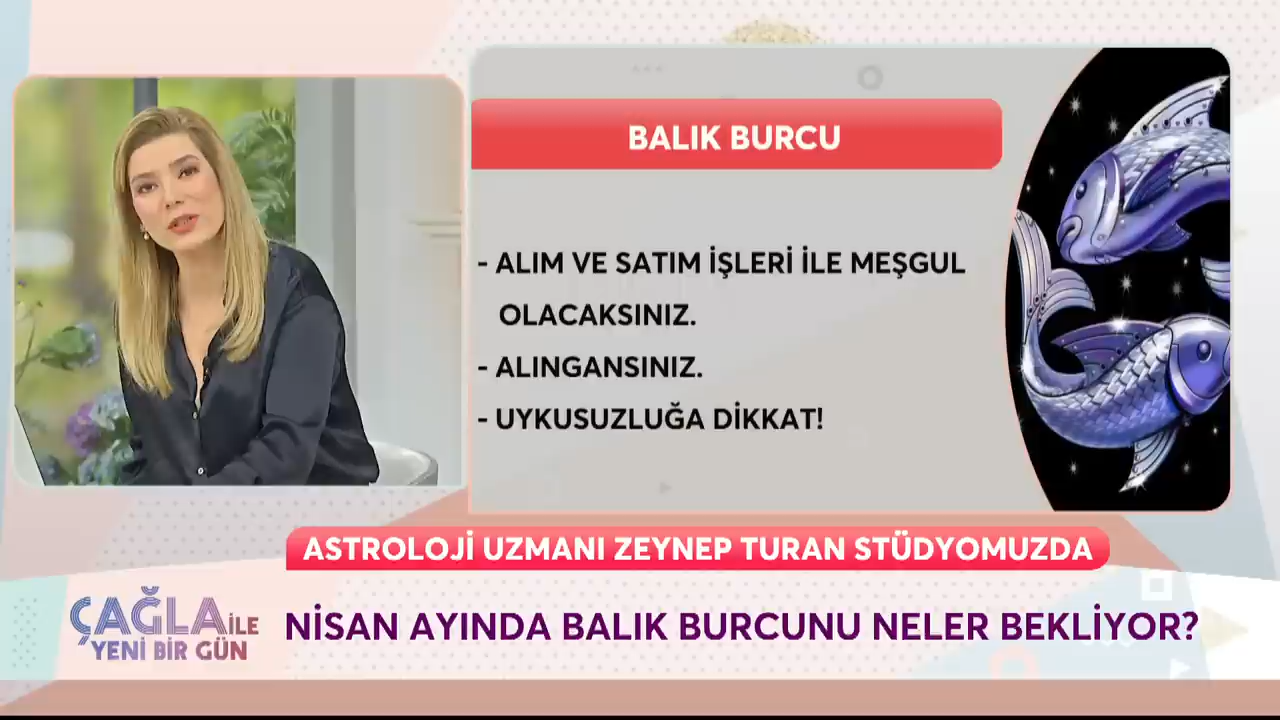 BALIK BURCU
- ALIM VE SATIM İŞLERİ İLE MEŞGUL
OLACAKSINIZ.
- ALINGANSINIZ.
- UYKUSUZLUĞA DİKKAT!
ASTROLOJİ UZMANI ZEYNEP TURAN STÜDYOMUZDA
ÇAĞLA İLE
YENİ BİR GÜN
NİSAN AYINDA BALIK BURCUNU NELER BEKLİYOR?